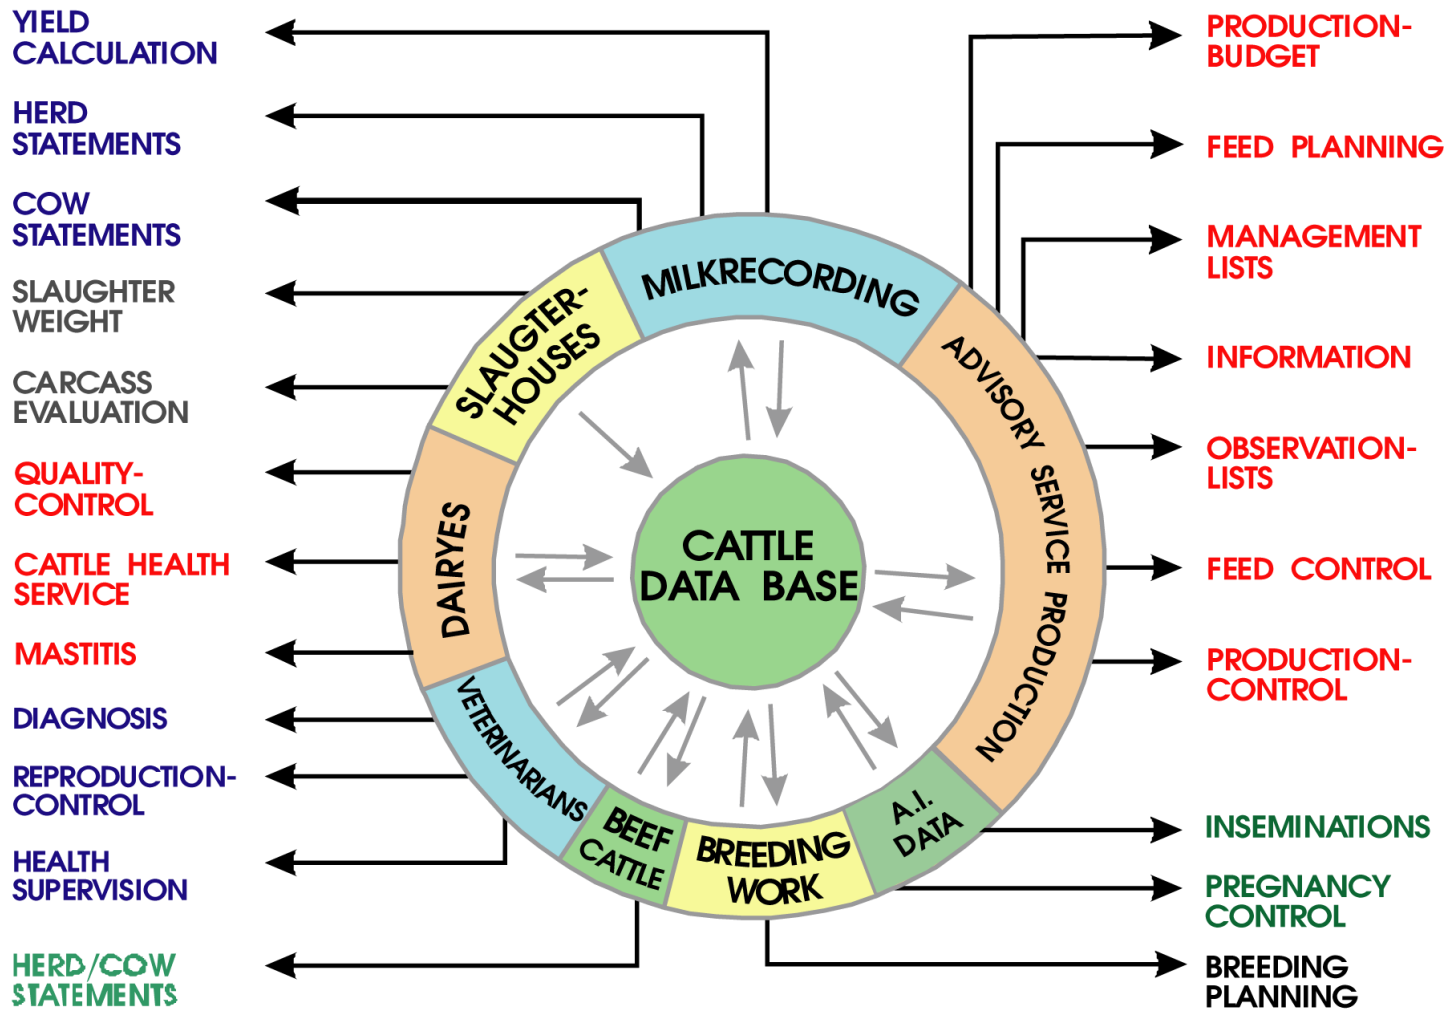 YIELD
CALCULATION
HERD
STATEMENTS
COW
STATEMENTS
SLAUGHTER
WEIGHT
CARCASS
EVALUATION
QUALITY-
CONTROL
CATTLE HEALTH
SERVICE
MASTITIS
DIAGNOSIS
REPRODUCTION-
CONTROL
HEALTH
SUPERVISION
HERD/COW
STATEMENTS
MILKRECORDING
SLAUGTER-
HOUSES
DAIRYES
VETERINARIANS
BEEF
CATTLE
BREEDING
WORK
A.I.
DATA
ADVISORY SERVICE PRODUCTION
CATTLE
DATA BASE
PRODUCTION-
BUDGET
FEED PLANNING
MANAGEMENT
LISTS
INFORMATION
OBSERVATION-
LISTS
FEED CONTROL
PRODUCTION-
CONTROL
INSEMINATIONS
PREGNANCY
CONTROL
BREEDING
PLANNING